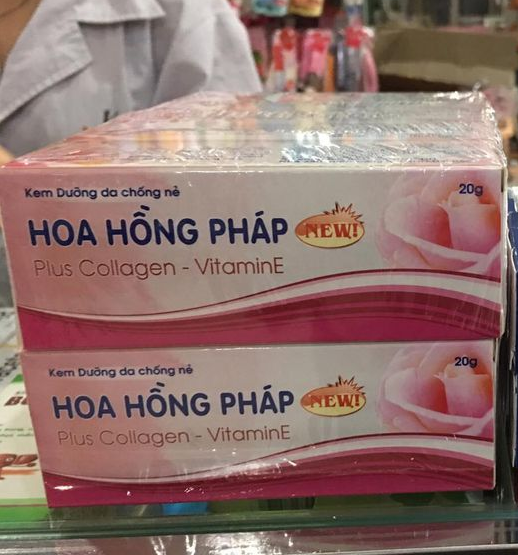 Kem Dưỡng da chống nẻ
20g
HOA HỒNG PHÁP NEW!
Plus Collagen - VitaminE
Kem Dưỡng da chống nẻ
20g
HOA HỒNG PHÁP NEW!
Plus Collagen - VitaminE